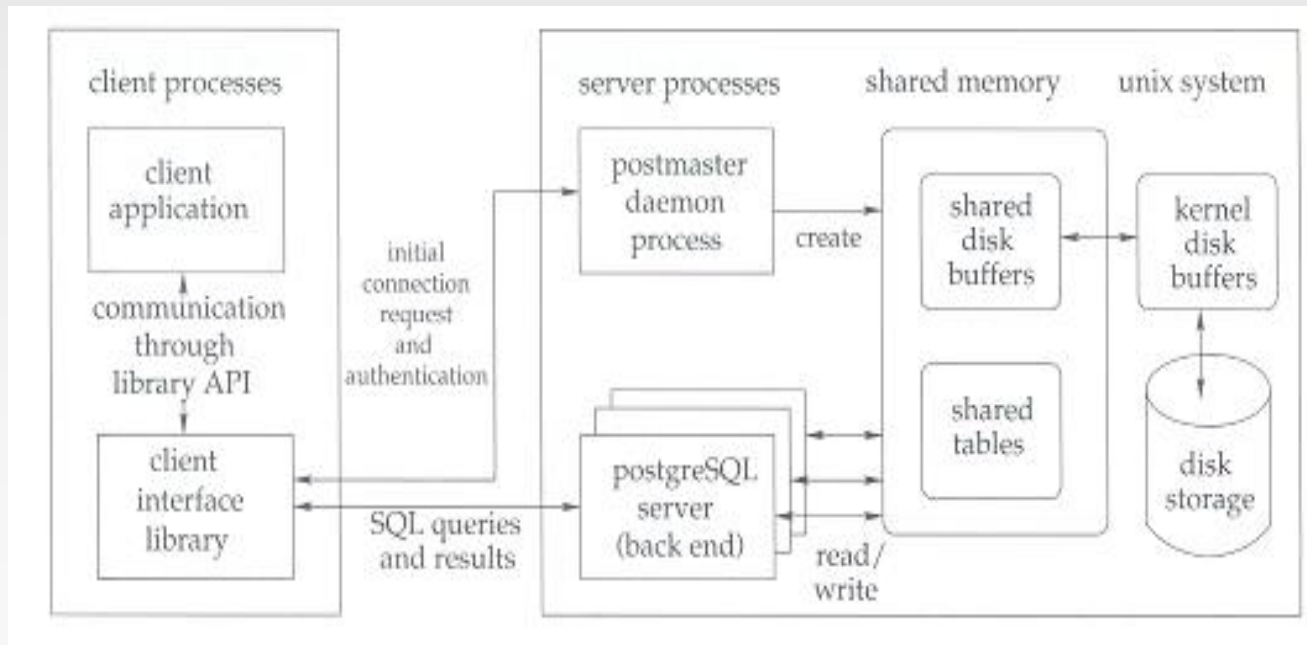 client processes
client
application
communication
through
library API
client
interface
library
initial
connection
request
and
authentication
SQL queries
and results
server processes
postmaster
daemon
process
create
postgreSQL
server
(back end)
read/
write
shared memory
shared
disk
buffers
shared
tables
unix system
kernel
disk
buffers
disk
storage